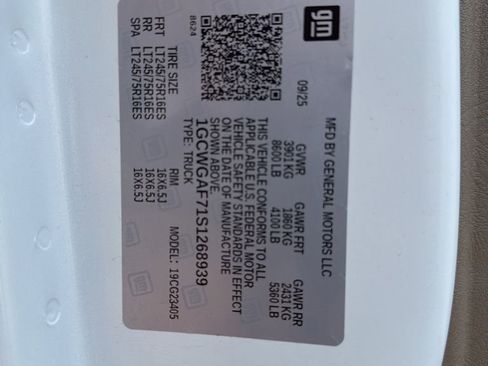 gm
MFD BY GENERAL MOTORS LLC
09/25 GVWR GAWR FRT GAWR RR
3901 KG 1860 KG 2431 KG
8600 LB 4100 LB 5360 LB
THIS VEHICLE CONFORMS TO ALL
APPLICABLE U.S. FEDERAL MOTOR
VEHICLE SAFETY STANDARDS IN EFFECT
ON THE DATE OF MANUFACTURE
SHOWN ABOVE.
1GCWGAF71S1268939
8624 TYPE: TRUCK MODEL: 19CG23405
TIRE SIZE RIM
FRT LT245/75R16ES 16X6.5J
RR LT245/75R16ES 16X6.5J
SPA LT245/75R16ES 16X6.5J